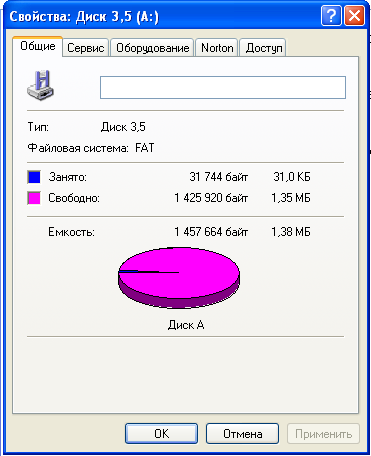 Свойства: Диск 3,5 (A:)
Общие Сервис Оборудование Norton Доступ
Тип: Диск 3,5
Файловая система: FAT
Занято: 31 744 байт 31,0 КБ
Свободно: 1 425 920 байт 1,35 МБ
Емкость: 1 457 664 байт 1,38 МБ
Диск A
OK Отмена Применить